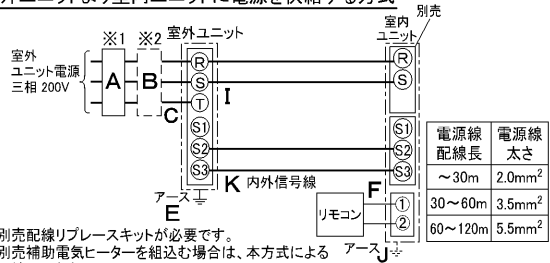 外ユニットより室内ユニットに電源を供給する方式
別売
※1 ※2 室外ユニット 室内ユニット
室外
ユニット電源
三相 200V
A B C
R S T S1 S2 S3
I
R S S1 S2 S3
K 内外信号線
アース
E
F
リモコン
① ②
アース J
電源線配線長 電源線太さ
～30m 2.0mm²
30～60m 3.5mm²
60～120m 5.5mm²
別売配線リプレースキットが必要です。
別売補助電気ヒーターを組込む場合は、本方式による